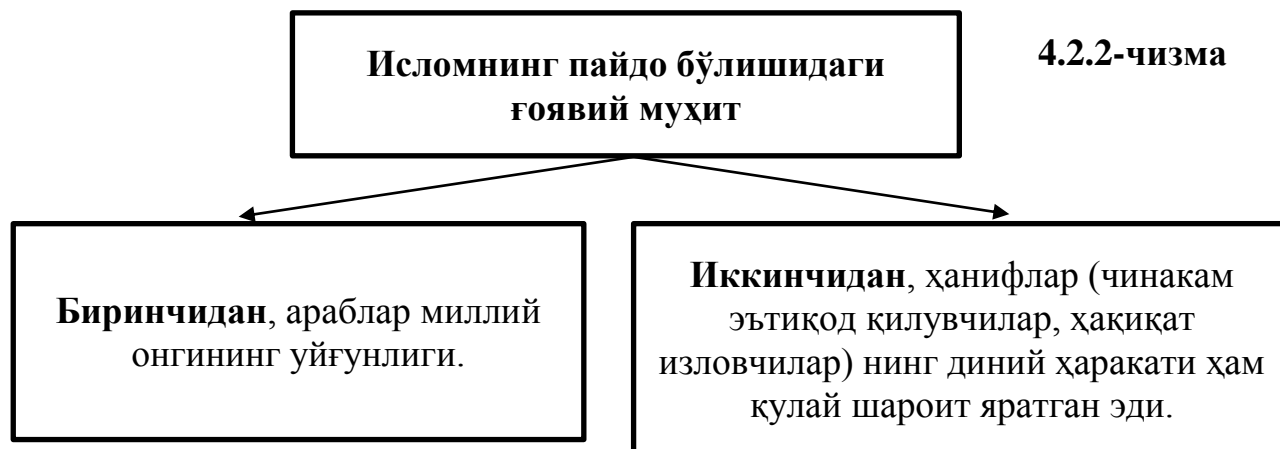 Исломнинг пайдо бўлишидаги
ғоявий муҳит
4.2.2-чизма
Биринчидан, араблар миллий
онгининг уйғунлиги.
Иккинчидан, ҳанифлар (чинакам
эътиқод қилувчилар, ҳақиқат
изловчилар) нинг диний ҳаракати ҳам
қулай шароит яратган эди.